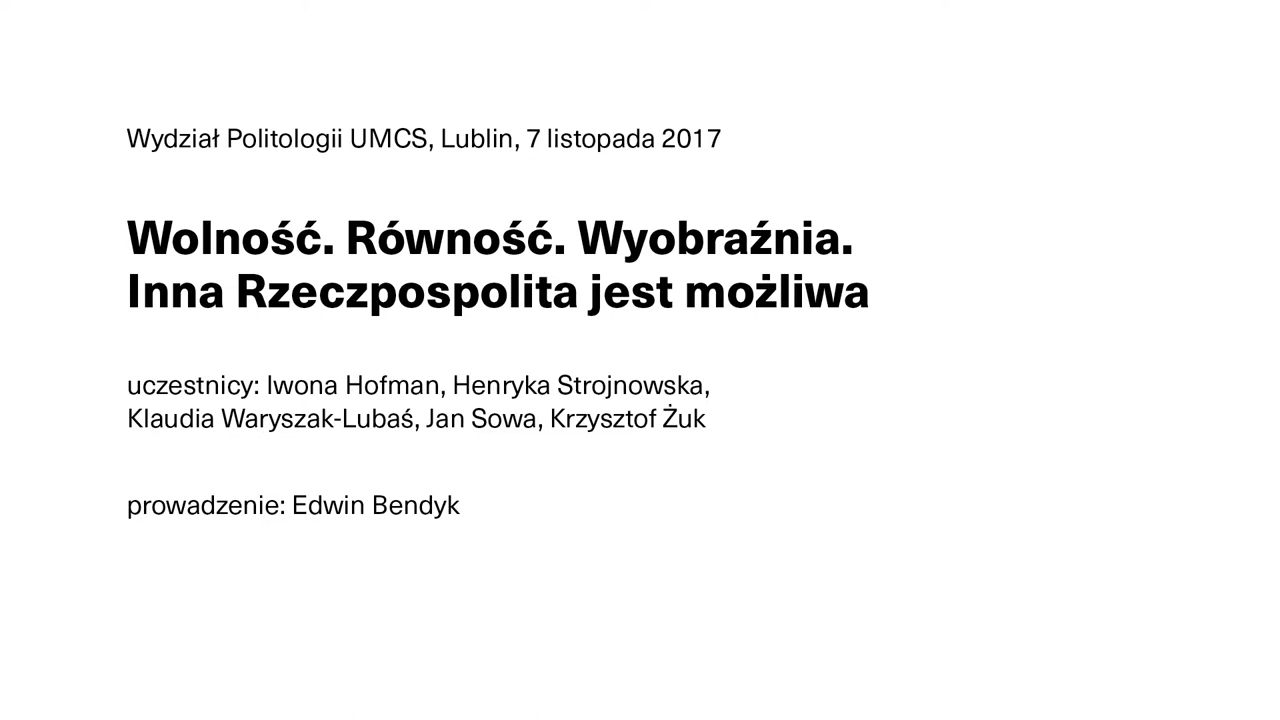 Wydział Politologii UMCS, Lublin, 7 listopada 2017
Wolność. Równość. Wyobraźnia.
Inna Rzeczpospolita jest możliwa
uczestnicy: Iwona Hofman, Henryka Strojnowska,
Klaudia Waryszak-Lubaś, Jan Sowa, Krzysztof Żuk
prowadzenie: Edwin Bendyk